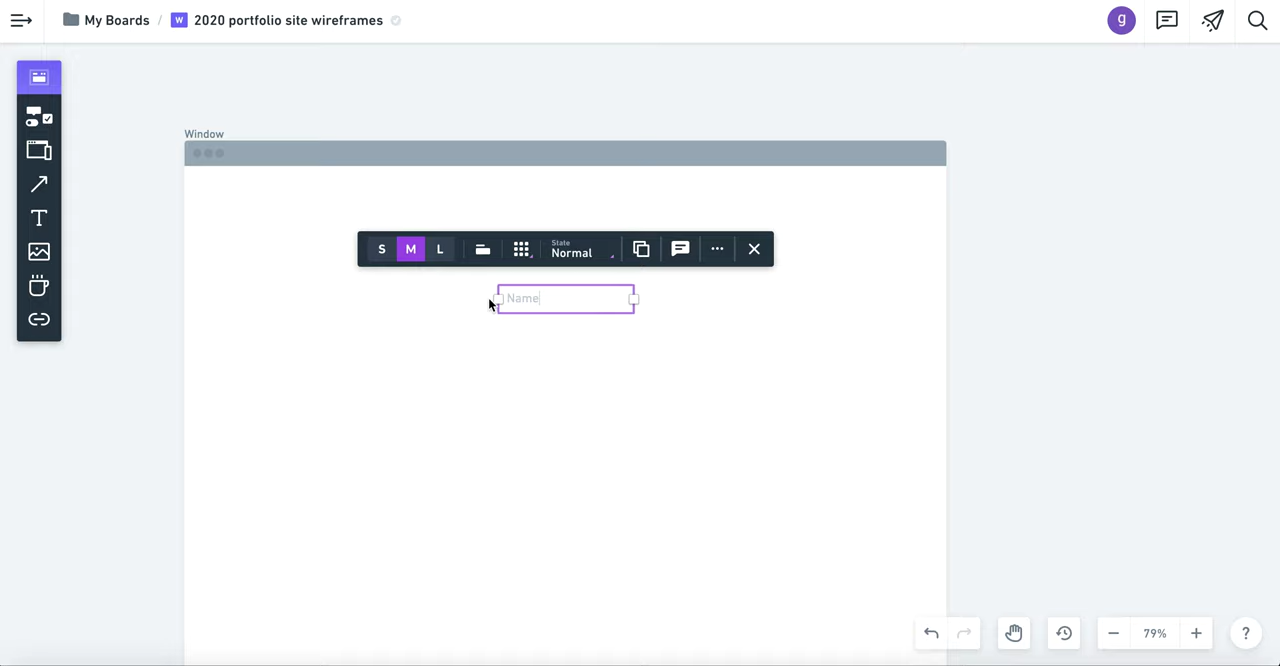 My Boards / W 2020 portfolio site wireframes
g
T
Window
S M L
State
Normal
Name
79%
?